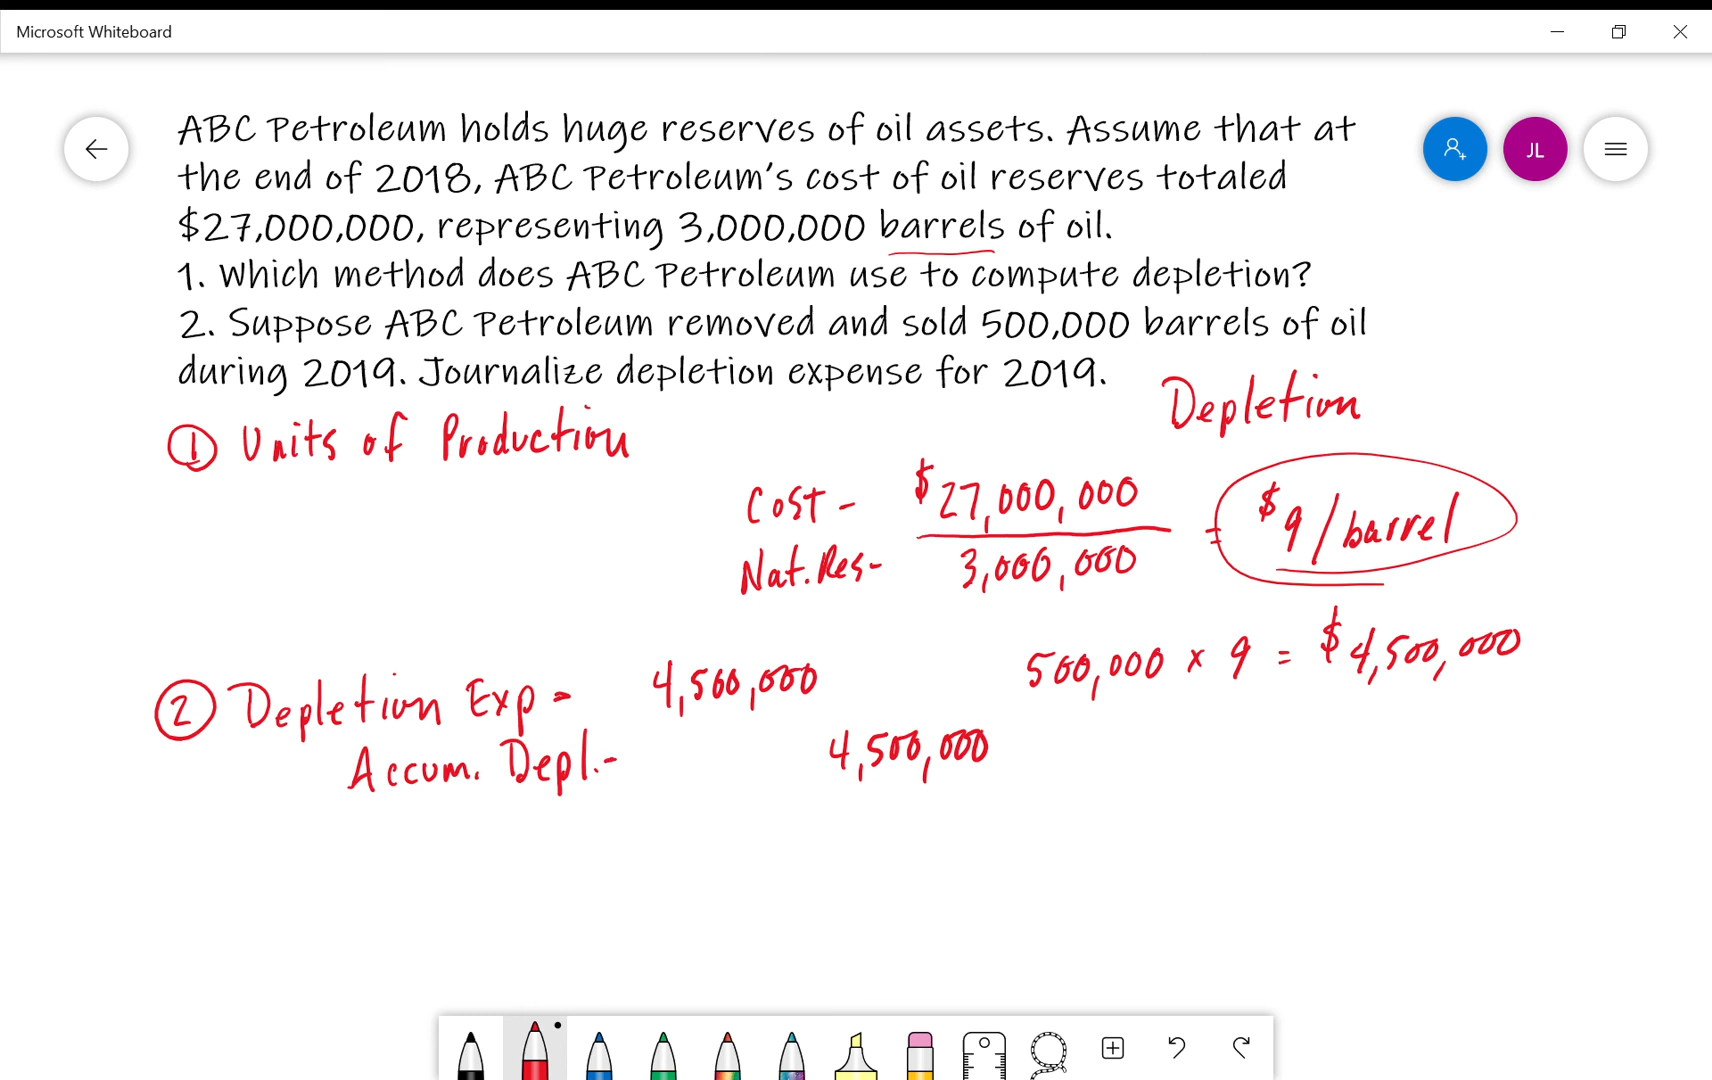 Microsoft Whiteboard
ABC Petroleum holds huge reserves of oil assets. Assume that at
the end of 2018, ABC Petroleum's cost of oil reserves totaled
$27,000,000, representing 3,000,000 barrels of oil.
1. Which method does ABC Petroleum use to compute depletion?
2. Suppose ABC Petroleum removed and sold 500,000 barrels of oil
during 2019. Journalize depletion expense for 2019.
JL
Depletion
① Units of Production
Cost - $27,000,000 = $9/barrel
Nat. Res - 3,000,000
500,000 x 9 = $4,500,000
② Depletion Exp - 4,500,000
Accum. Depl. - 4,500,000